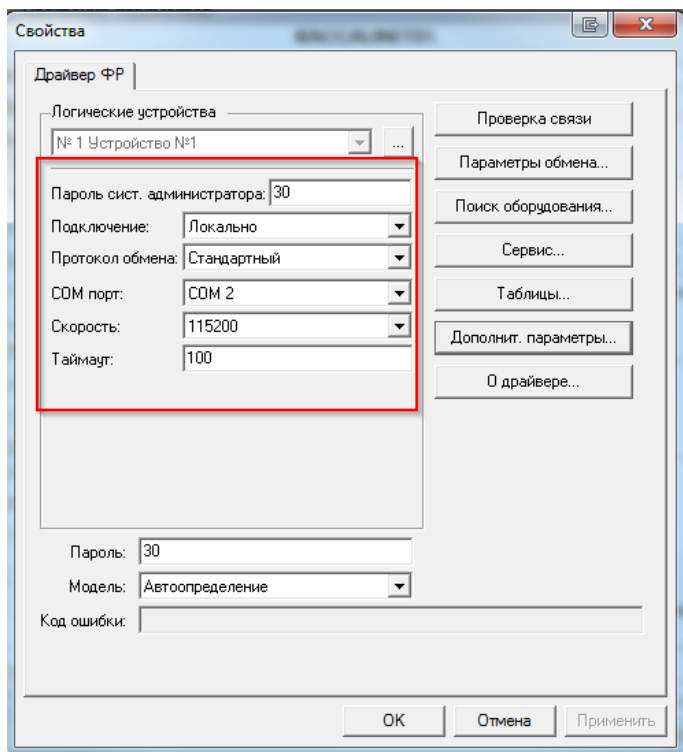 Свойства
Драйвер ФР
Логические устройства
№ 1 Устройство №1
...
Пароль сист. администратора: 30
Подключение: Локально
Протокол обмена: Стандартный
COM порт: COM 2
Скорость: 115200
Таймаут: 100
Проверка связи
Параметры обмена...
Поиск оборудования...
Сервис...
Таблицы...
Дополнит. параметры...
О драйвере...
Пароль: 30
Модель: Автоопределение
Код ошибки:
OK
Отмена
Применить